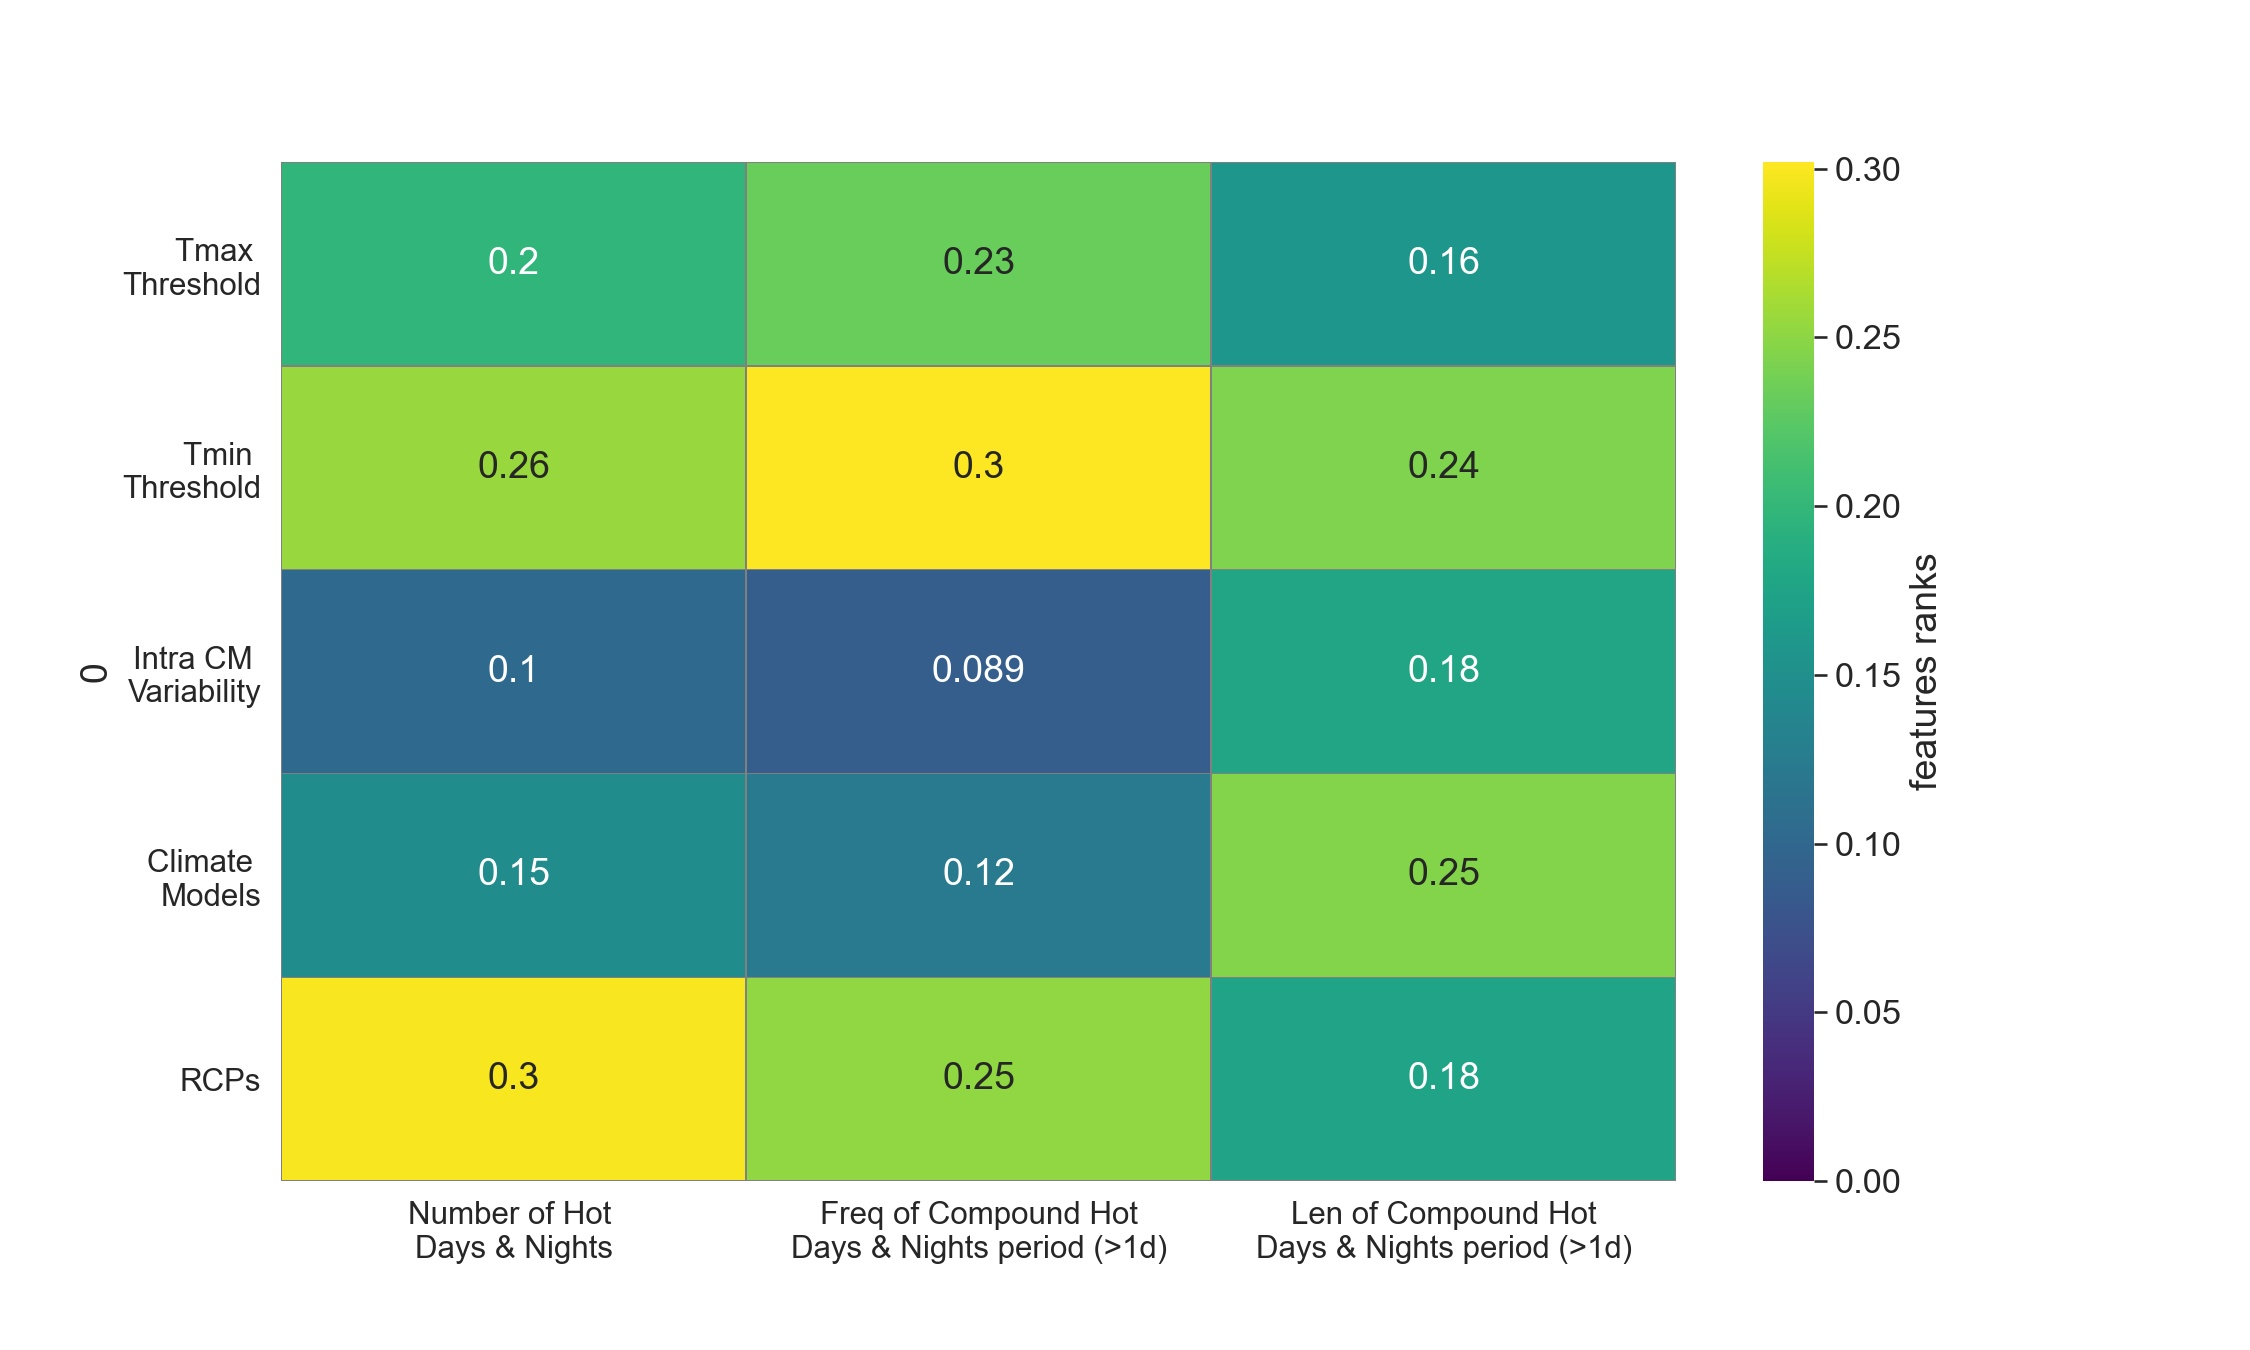 Tmax
Threshold
0.2
0.23
0.16
Tmin
Threshold
0.26
0.3
0.24
0
Intra CM
Variability
0.1
0.089
0.18
Climate
Models
0.15
0.12
0.25
RCPs
0.3
0.25
0.18
Number of Hot
Days & Nights
Freq of Compound Hot
Days & Nights period (>1d)
Len of Compound Hot
Days & Nights period (>1d)
0.30
0.25
0.20
0.15
0.10
0.05
0.00
features ranks